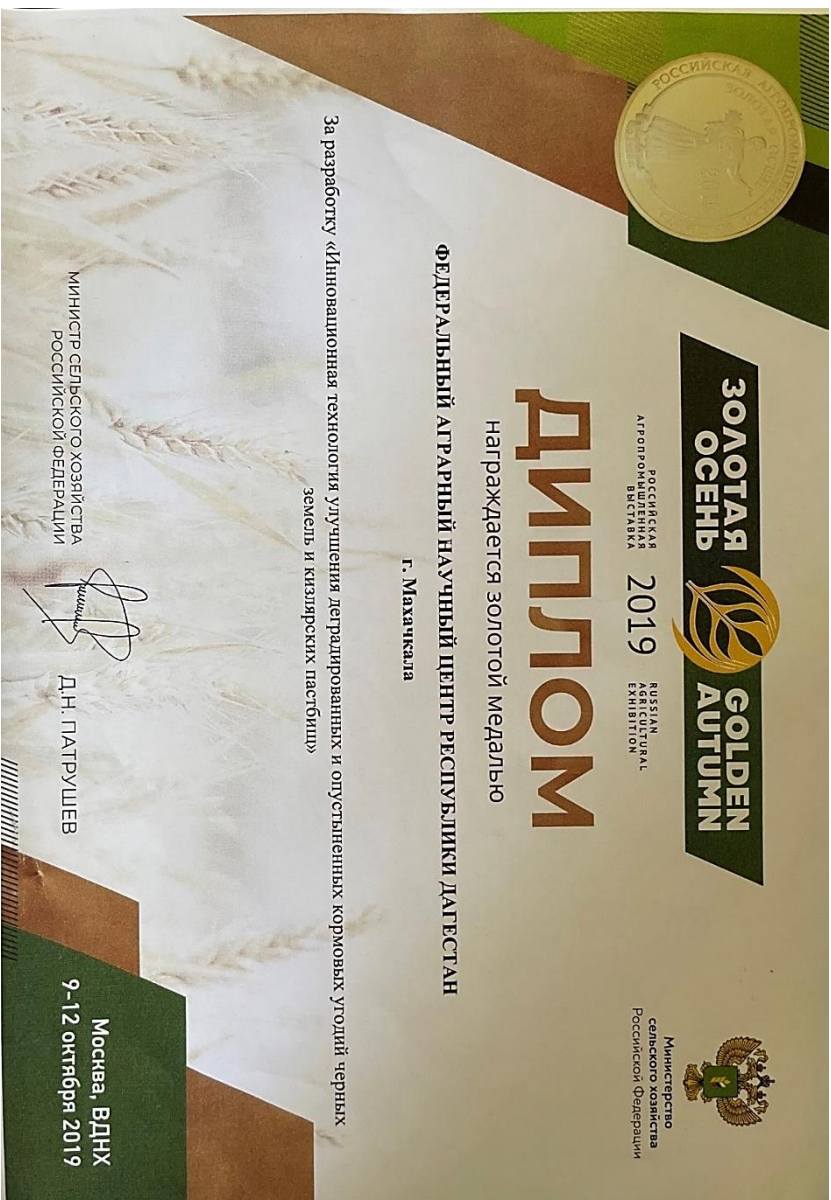 РОССИЙСКАЯ АГРОПРОМЫШЛЕННАЯ
ЗОЛОТАЯ
ЗОЛОТАЯ
ОСЕНЬ
GOLDEN
AUTUMN
РОССИЙСКАЯ
АГРОПРОМЫШЛЕННАЯ
ВЫСТАВКА
2019
RUSSIAN
AGRICULTURAL
EXHIBITION
Министерство
сельского хозяйства
Российской Федерации
ДИПЛОМ
награждается золотой медалью
ФЕДЕРАЛЬНЫЙ АГРАРНЫЙ НАУЧНЫЙ ЦЕНТР РЕСПУБЛИКИ ДАГЕСТАН
г. Махачкала
За разработку «Инновационная технология улучшения деградированных и опустыненных кормовых угодий черных
земель и кизлярских пастбищ»
МИНИСТР СЕЛЬСКОГО ХОЗЯЙСТВА
РОССИЙСКОЙ ФЕДЕРАЦИИ
Д.Н. ПАТРУШЕВ
Москва, ВДНХ
9-12 октября 2019